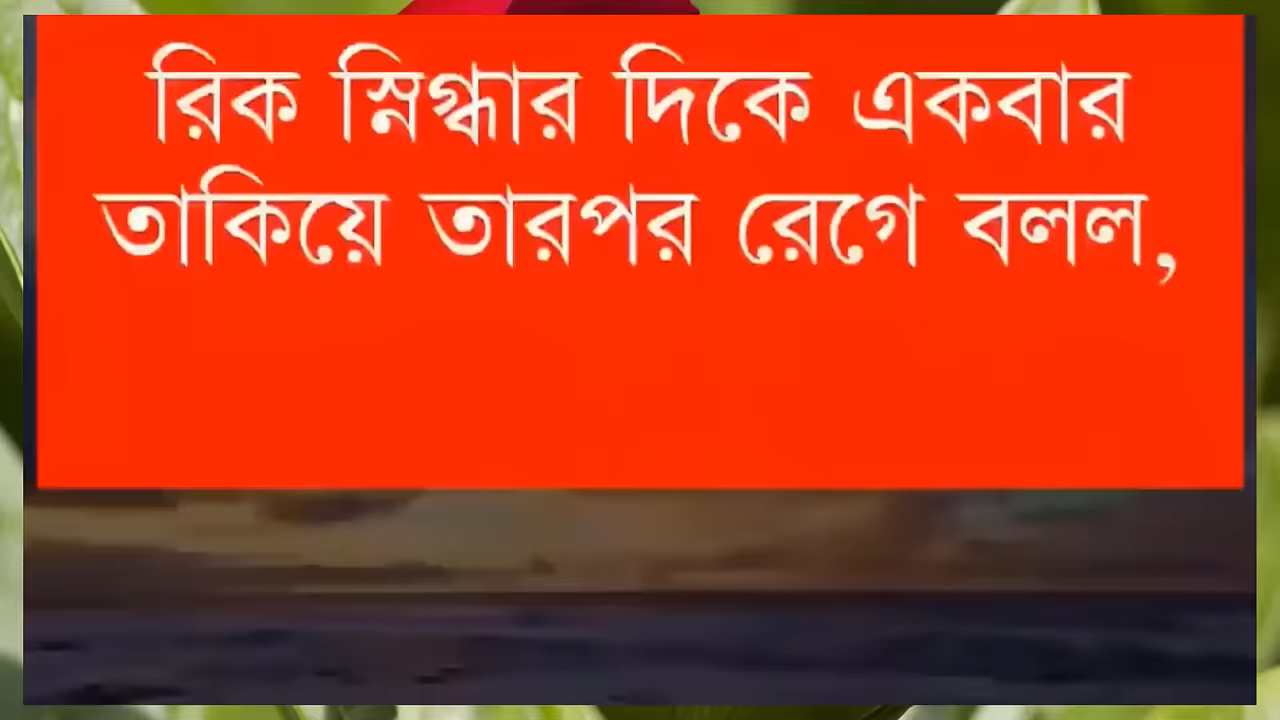 রিক স্নিগ্ধার দিকে একবার
তাকিয়ে তারপর রেগে বলল,